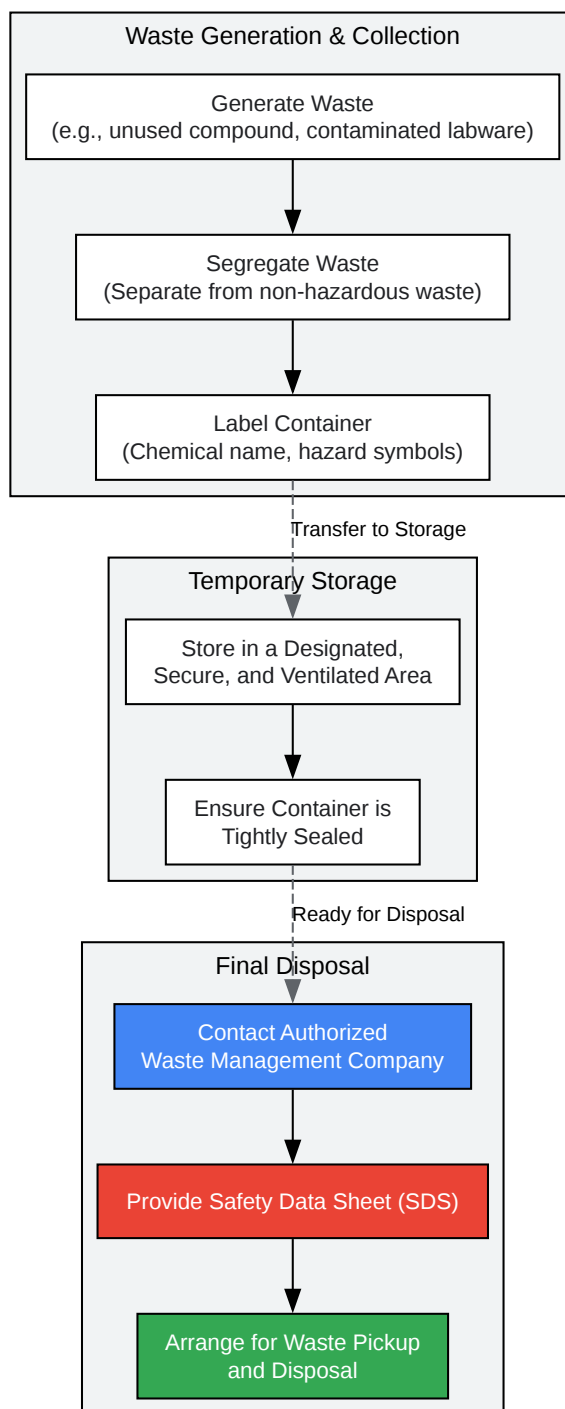 Waste Generation & Collection
Generate Waste
(e.g., unused compound, contaminated labware)
Segregate Waste
(Separate from non-hazardous waste)
Label Container
(Chemical name, hazard symbols)
Transfer to Storage
Temporary Storage
Store in a Designated,
Secure, and Ventilated Area
Ensure Container is
Tightly Sealed
Ready for Disposal
Final Disposal
Contact Authorized
Waste Management Company
Provide Safety Data Sheet (SDS)
Arrange for Waste Pickup
and Disposal